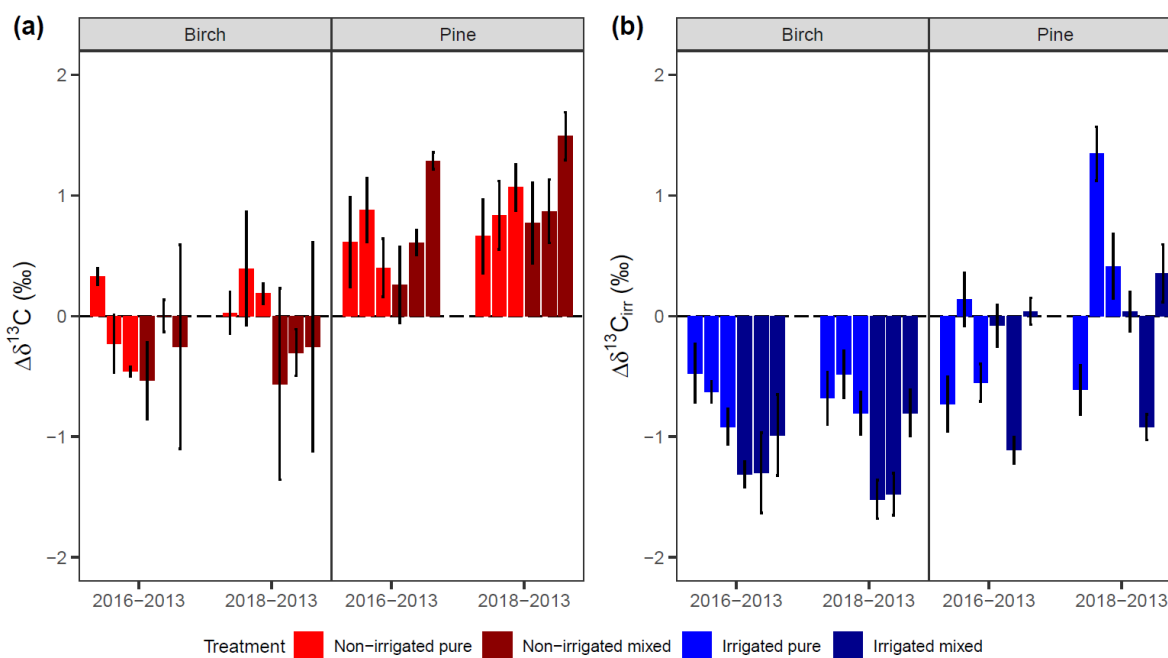 (a)
Birch
Pine
2
1
0
−1
−2
Δδ¹³C (‰)
2016−2013
2018−2013
2016−2013
2018−2013
(b)
Birch
Pine
2
1
0
−1
−2
Δδ¹³Cirr (‰)
2016−2013
2018−2013
2016−2013
2018−2013
Treatment Non−irrigated pure Non−irrigated mixed Irrigated pure Irrigated mixed